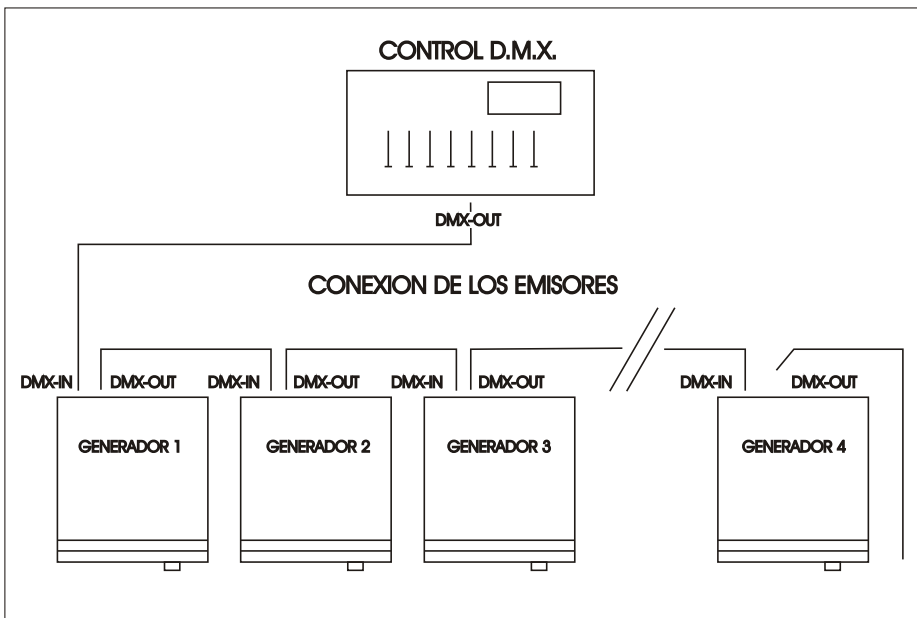 CONTROL D.M.X.
DMX-OUT
CONEXION DE LOS EMISORES
DMX-IN DMX-OUT DMX-IN DMX-OUT DMX-IN DMX-OUT DMX-IN DMX-OUT
GENERADOR 1 GENERADOR 2 GENERADOR 3 GENERADOR 4